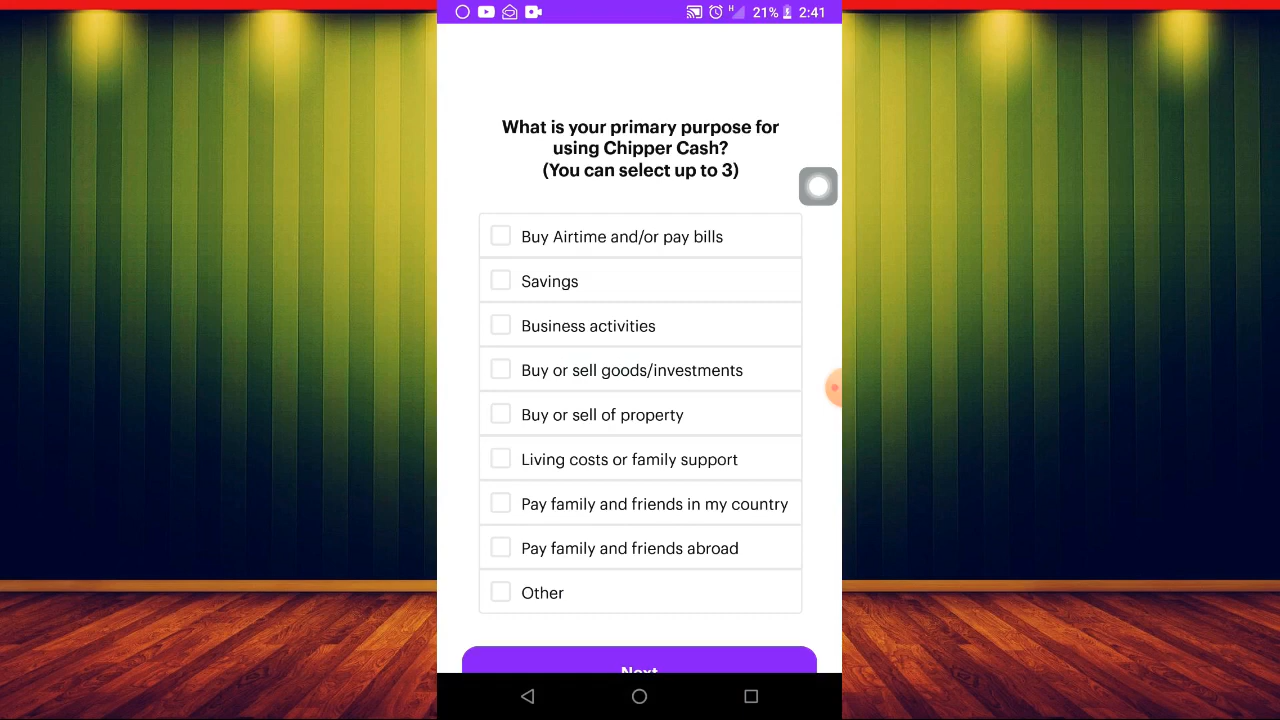 H 21% 2:41
What is your primary purpose for
using Chipper Cash?
(You can select up to 3)
Buy Airtime and/or pay bills
Savings
Business activities
Buy or sell goods/investments
Buy or sell of property
Living costs or family support
Pay family and friends in my country
Pay family and friends abroad
Other
Next